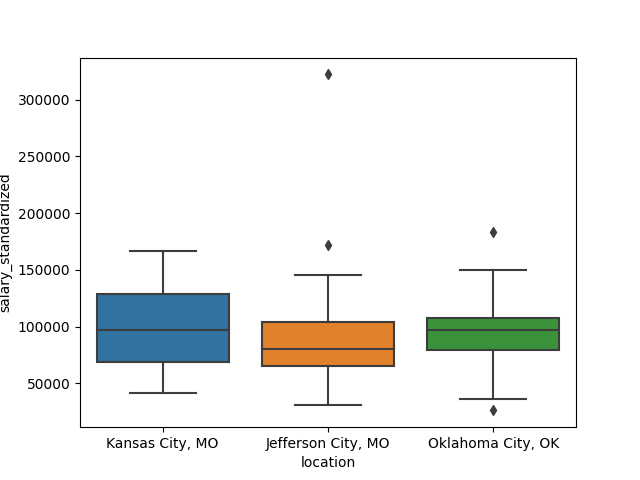 salary_standardized
300000
250000
200000
150000
100000
50000
Kansas City, MO
Jefferson City, MO
Oklahoma City, OK
location